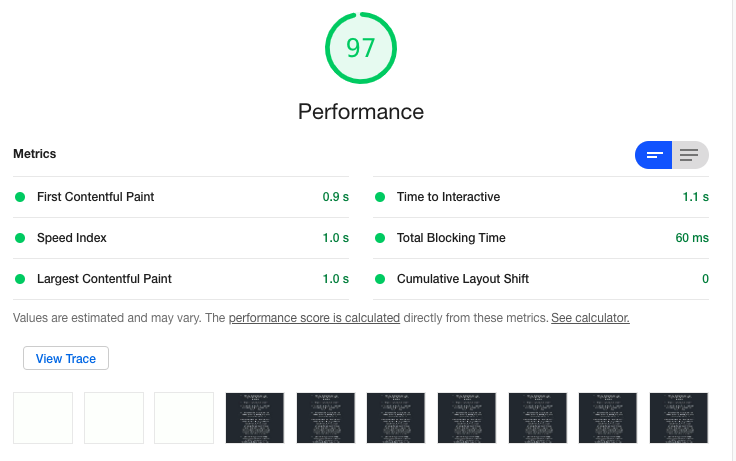 97
Performance
Metrics
First Contentful Paint 0.9 s
Time to Interactive 1.1 s
Speed Index 1.0 s
Total Blocking Time 60 ms
Largest Contentful Paint 1.0 s
Cumulative Layout Shift 0
Values are estimated and may vary. The performance score is calculated directly from these metrics. See calculator.
View Trace